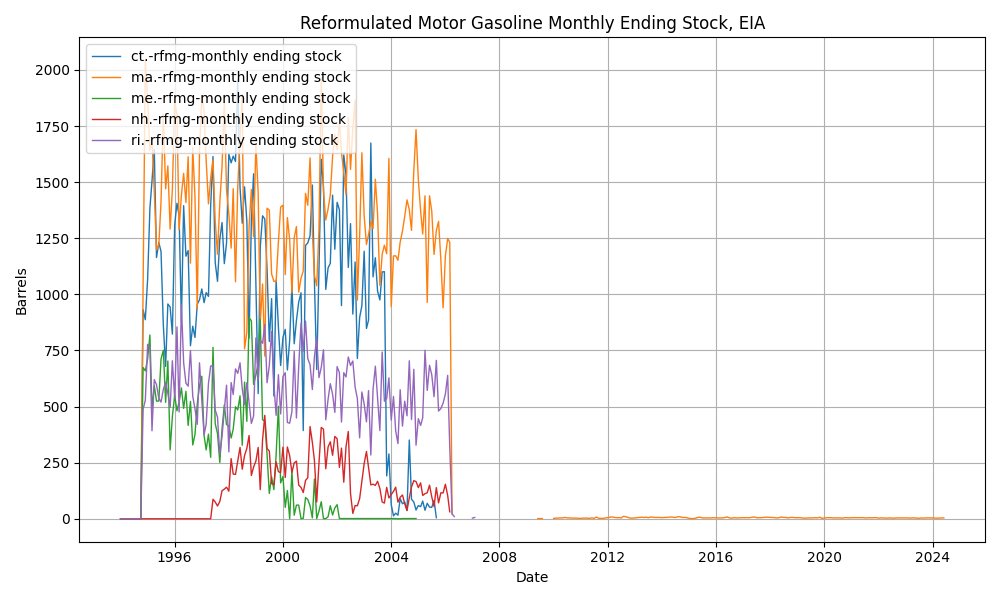 Reformulated Motor Gasoline Monthly Ending Stock, EIA
ct.-rfmg-monthly ending stock
ma.-rfmg-monthly ending stock
me.-rfmg-monthly ending stock
nh.-rfmg-monthly ending stock
ri.-rfmg-monthly ending stock
2000
1750
1500
1250
1000
750
500
250
0
Barrels
1996
2000
2004
2008
2012
2016
2020
2024
Date